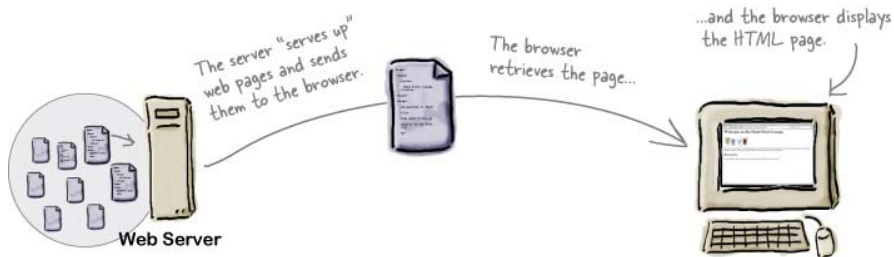 The server “serves up”
web pages and sends
them to the browser.
The browser
retrieves the page...
...and the browser displays
the HTML page.
Web Server